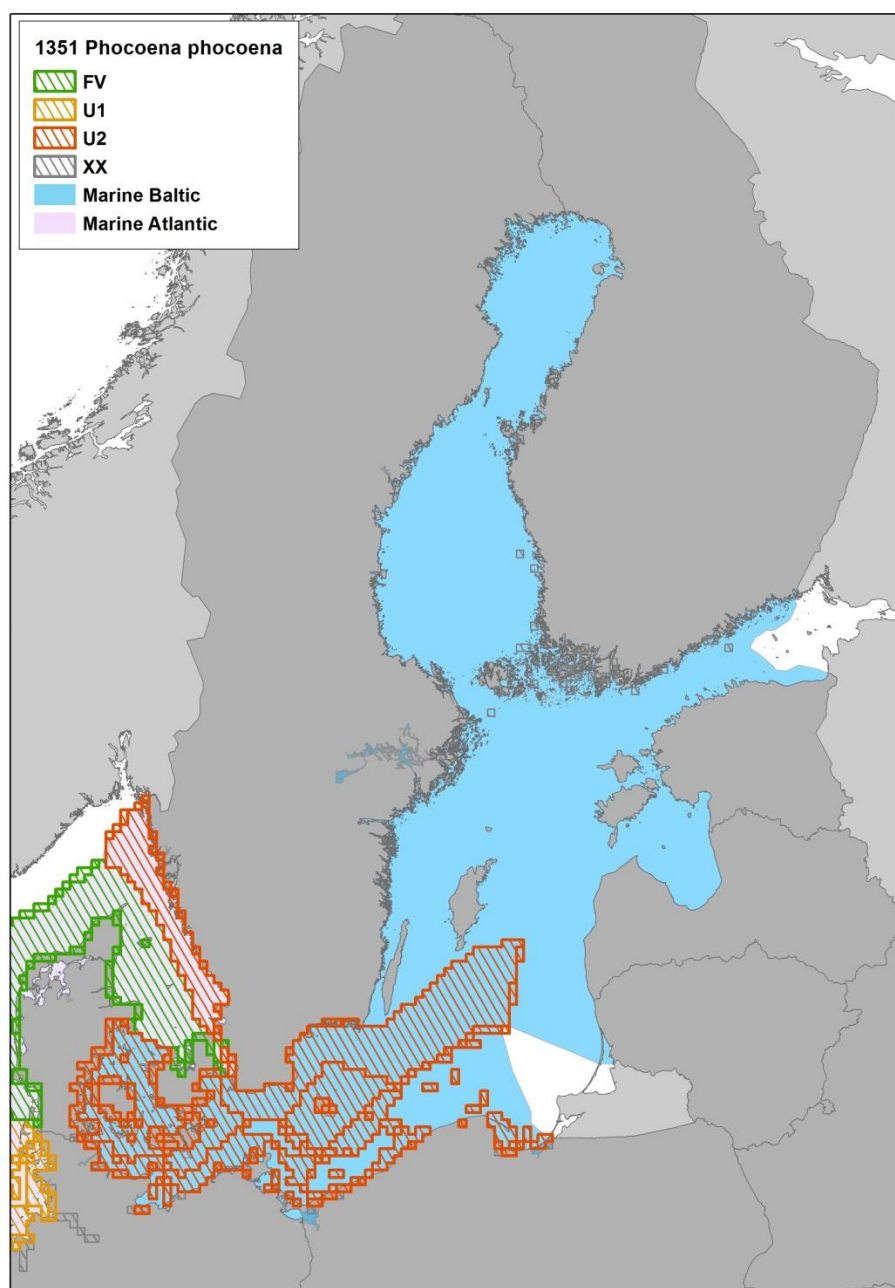 1351 Phocoena phocoena
FV
U1
U2
XX
Marine Baltic
Marine Atlantic